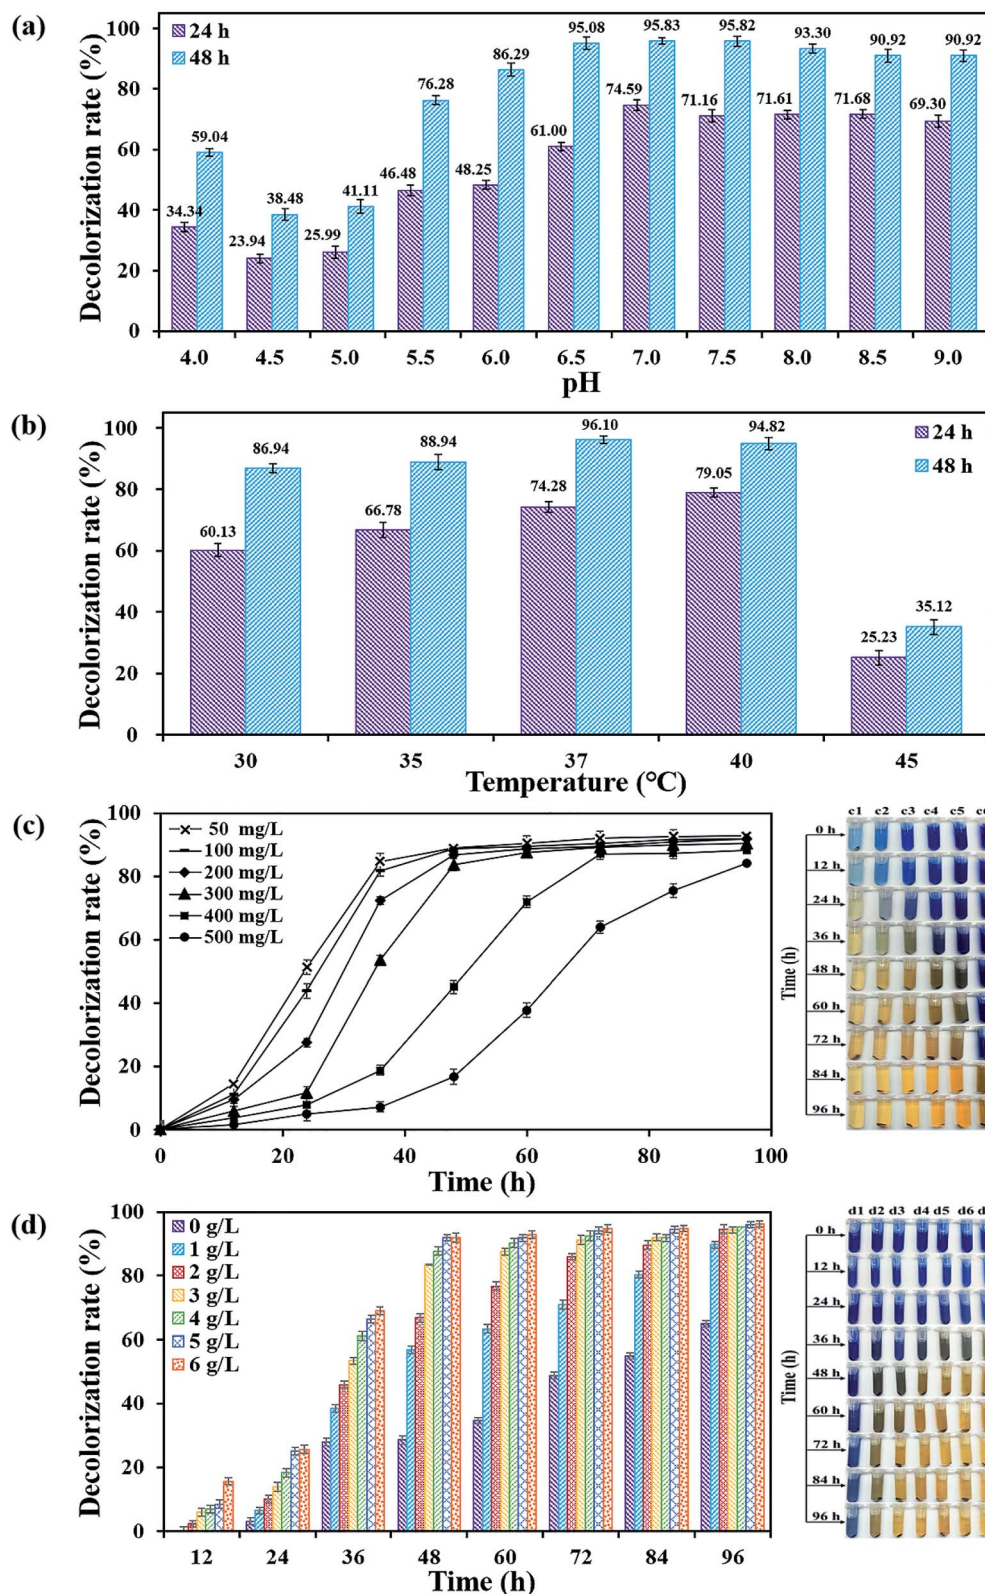 (a)
24 h
48 h
Decolorization rate (%)
100
80
60
40
20
0
34.34 59.04 23.94 38.48 25.99 41.11 46.48 76.28 48.25 86.29 61.00 95.08 74.59 95.83 71.16 95.82 71.61 93.30 71.68 90.92 69.30 90.92
4.0 4.5 5.0 5.5 6.0 6.5 7.0 7.5 8.0 8.5 9.0
pH
(b)
24 h
48 h
Decolorization rate (%)
100
80
60
40
20
0
60.13 86.94 66.78 88.94 74.28 96.10 79.05 94.82 25.23 35.12
30 35 37 40 45
Temperature (°C)
(c)
50 mg/L
100 mg/L
200 mg/L
300 mg/L
400 mg/L
500 mg/L
Decolorization rate (%)
100
80
60
40
20
0
0 20 40 60 80 100
Time (h)
c1 c2 c3 c4 c5 c6
Time (h)
0 h
12 h
24 h
36 h
48 h
60 h
72 h
84 h
96 h
(d)
0 g/L
1 g/L
2 g/L
3 g/L
4 g/L
5 g/L
6 g/L
Decolorization rate (%)
100
80
60
40
20
0
12 24 36 48 60 72 84 96
Time (h)
d1 d2 d3 d4 d5 d6
Time (h)
0 h
12 h
24 h
36 h
48 h
60 h
72 h
84 h
96 h